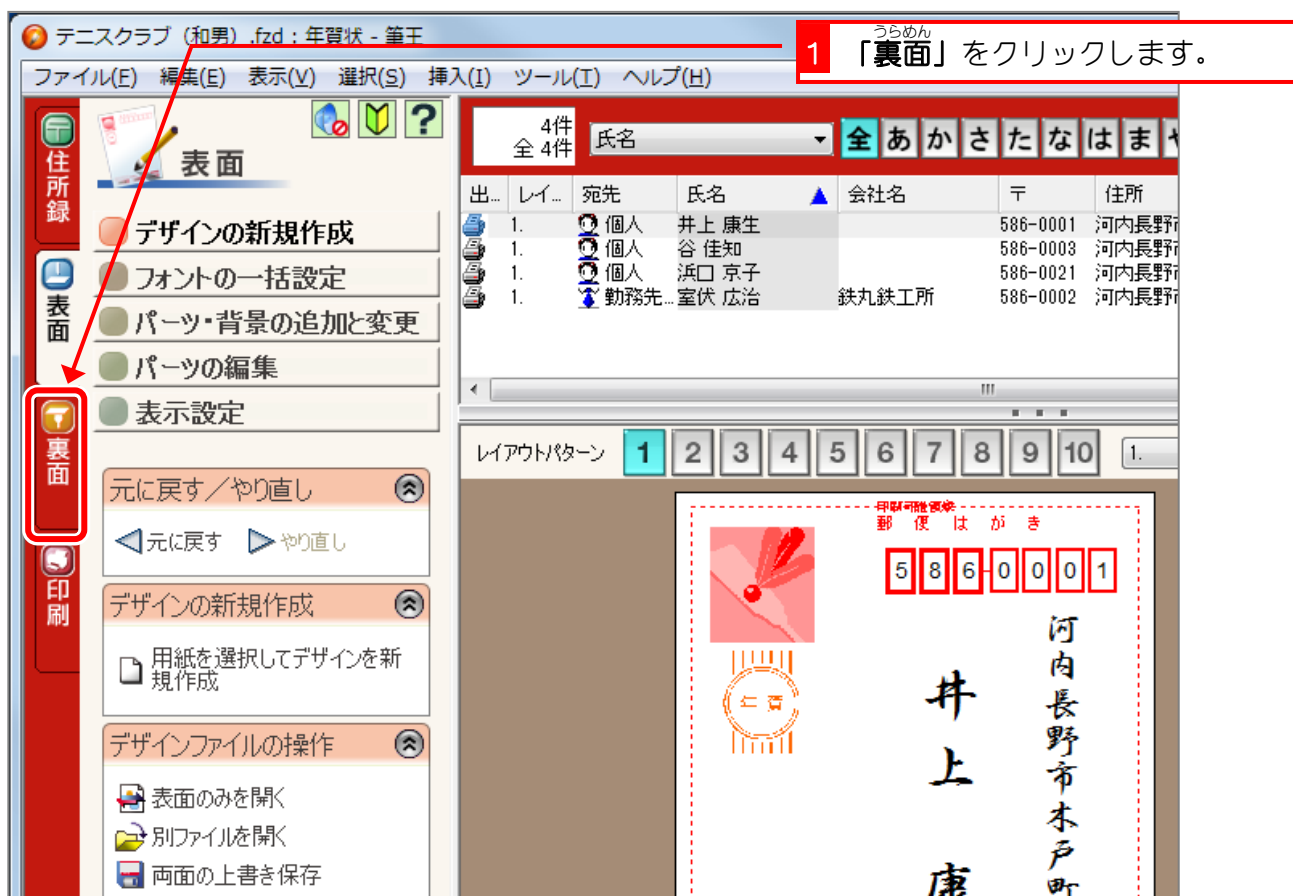 テニスクラブ（和男）.fzd : 年賀状 - 筆王
1 「裏面」をクリックします。
うらめん
ファイル(F) 編集(E) 表示(V) 選択(S) 挿入(I) ツール(T) ヘルプ(H)
住所録
表面
裏面
印刷
表面
デザインの新規作成
フォントの一括設定
パーツ・背景の追加と変更
パーツの編集
表示設定
元に戻す／やり直し
元に戻す やり直し
デザインの新規作成
用紙を選択してデザインを新
規作成
デザインファイルの操作
表面のみを開く
別ファイルを開く
両面の上書き保存
4件
全 4件
氏名
全 あ か さ た な は ま
出... レイ... 宛先 氏名 会社名 〒 住所
1. 個人 井上 康生 586-0001 河内長野
1. 個人 谷 佳知 586-0003 河内長野
1. 個人 浜口 京子 586-0021 河内長野
1. 勤務先... 室伏 広治 鉄丸鉄工所 586-0002 河内長野
レイアウトパターン 1 2 3 4 5 6 7 8 9 10 1.
印刷可能領域
郵便はがき
586-0001
年賀
河内長野市木戸町
井上 康